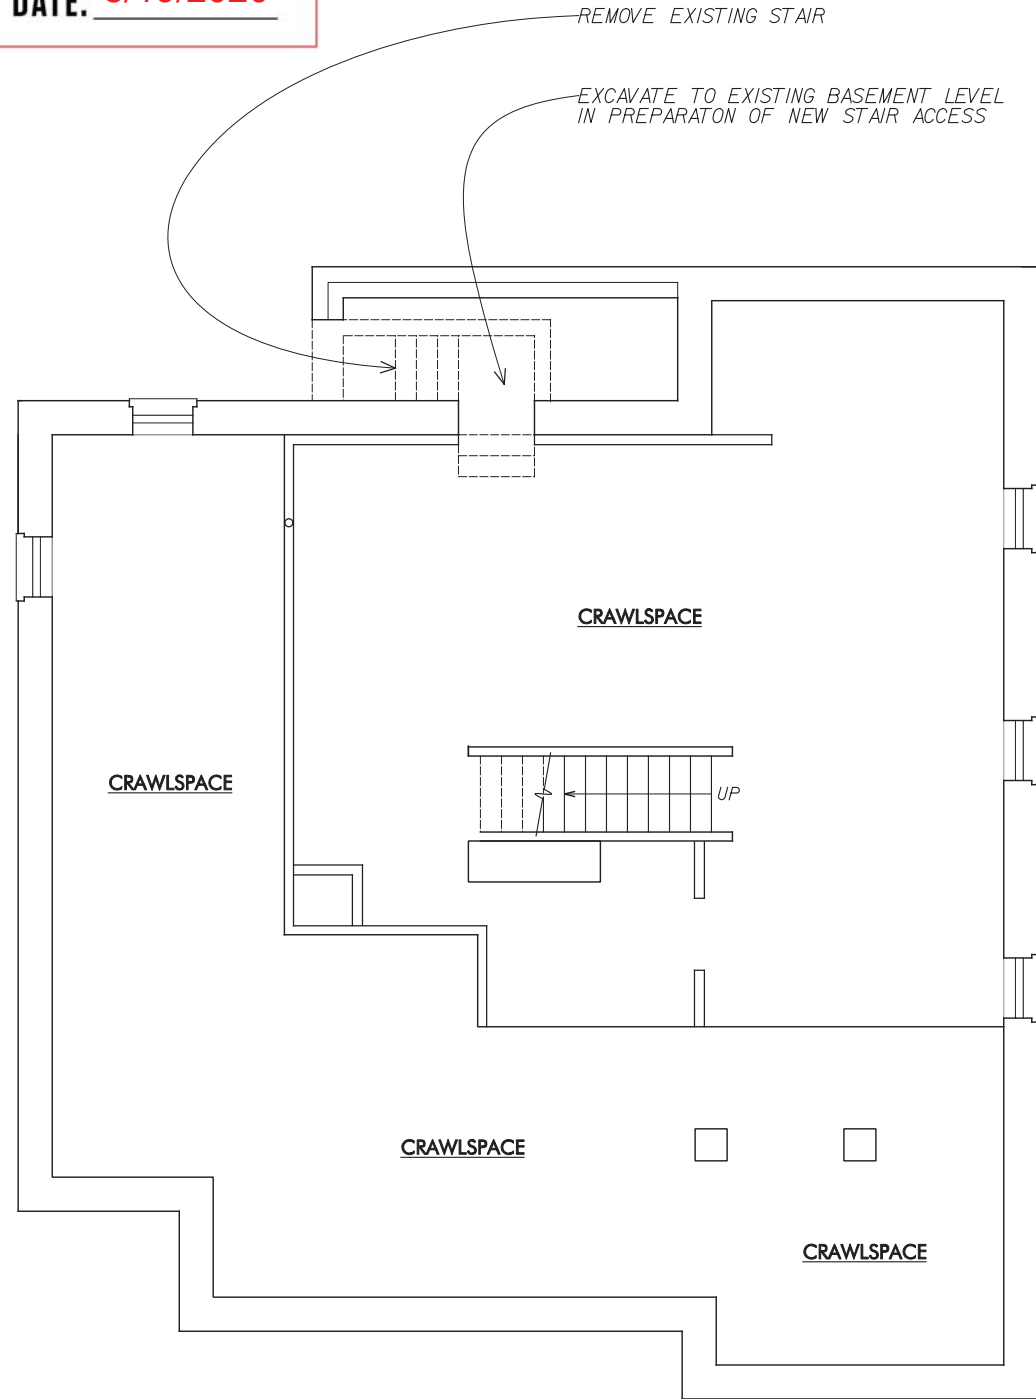 DATE:
REMOVE EXISTING STAIR
EXCAVATE TO EXISTING BASEMENT LEVEL
IN PREPARATON OF NEW STAIR ACCESS
CRAWLSPACE
CRAWLSPACE
UP
CRAWLSPACE
CRAWLSPACE